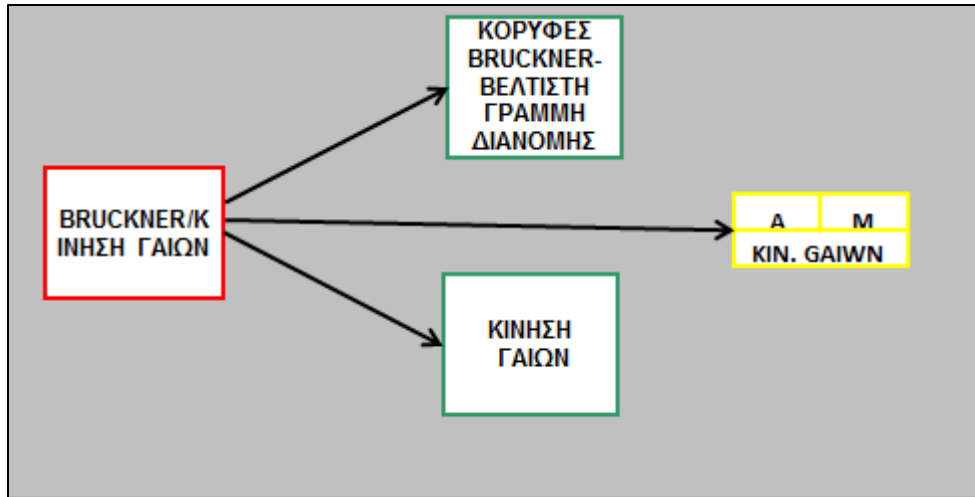 ΚΟΡΥΦΕΣ
BRUCKNER-
ΒΕΛΤΙΣΤΗ
ΓΡΑΜΜΗ
ΔΙΑΝΟΜΗΣ
BRUCKNER/Κ
ΙΝΗΣΗ ΓΑΙΩΝ
A M
KIN. GAIWN
ΚΙΝΗΣΗ
ΓΑΙΩΝ